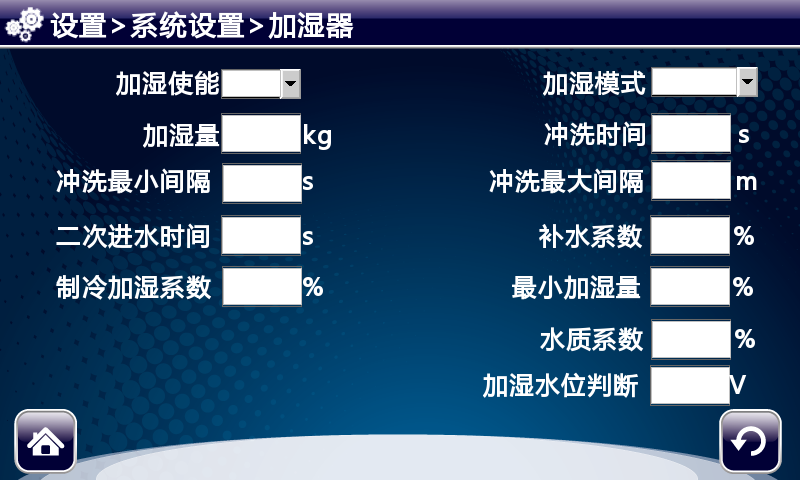 设置>系统设置>加湿器
加湿使能 加湿模式
加湿量 kg 冲洗时间 s
冲洗最小间隔 s 冲洗最大间隔 m
二次进水时间 s 补水系数 %
制冷加湿系数 % 最小加湿量 %
水质系数 %
加湿水位判断 V